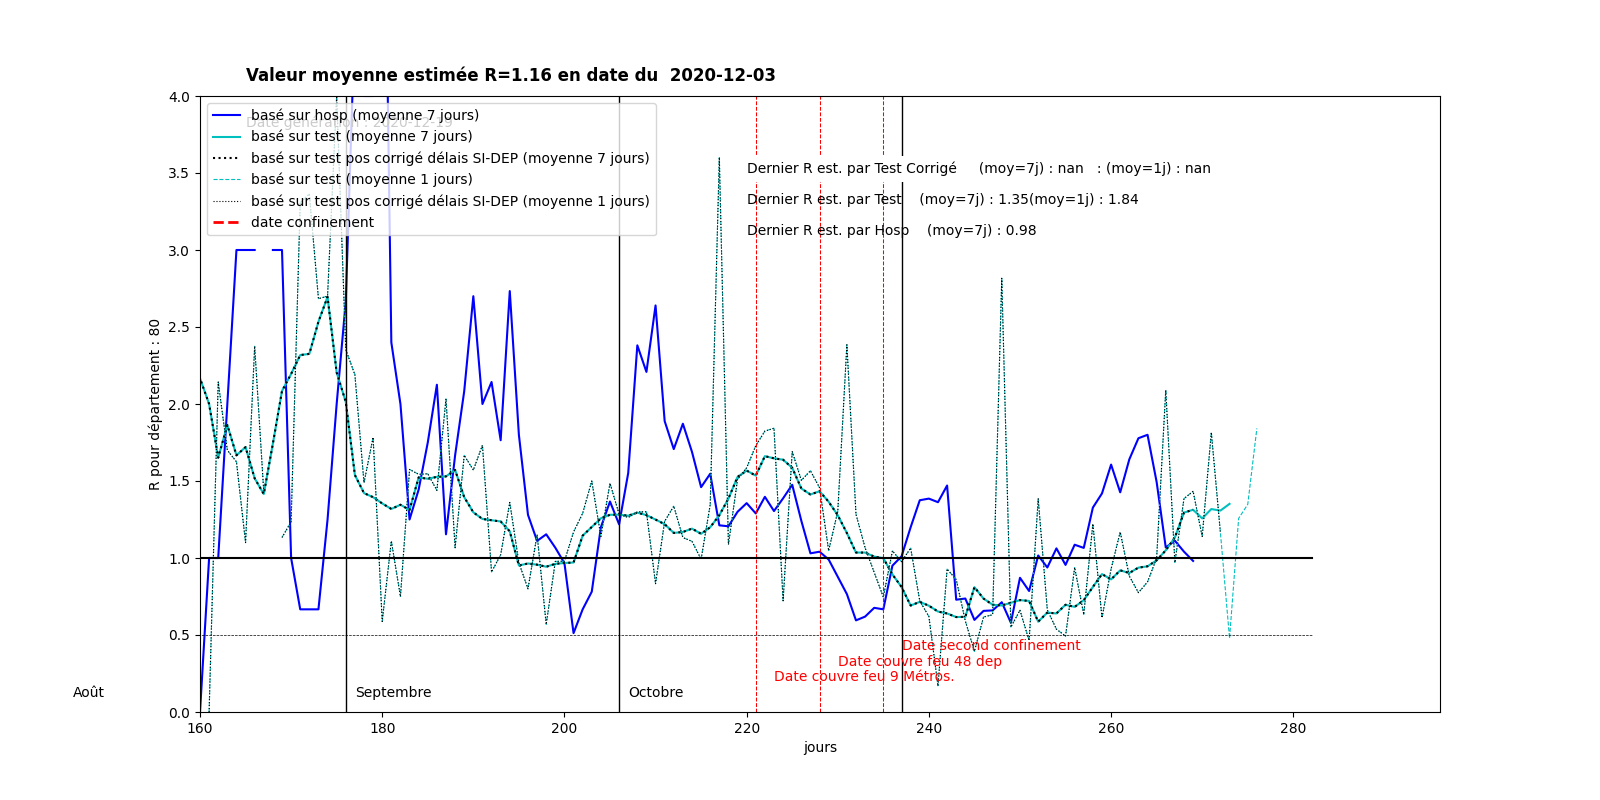 Valeur moyenne estimée R=1.16 en date du  2020-12-03
4.0
3.5
3.0
2.5
2.0
1.5
1.0
0.5
0.0
R pour département : 80
basé sur hosp (moyenne 7 jours)
Date génération : 2020-12-19
basé sur test (moyenne 7 jours)
basé sur test pos corrigé délais SI-DEP (moyenne 7 jours)
basé sur test (moyenne 1 jours)
basé sur test pos corrigé délais SI-DEP (moyenne 1 jours)
date confinement
Dernier R est. par Test Corrigé     (moy=7j) : nan   : (moy=1j) : nan
Dernier R est. par Test    (moy=7j) : 1.35(moy=1j) : 1.84
Dernier R est. par Hosp    (moy=7j) : 0.98
Date second confinement
Date couvre feu 48 dep
Date couvre feu 9 Métros.
Août
Septembre
Octobre
160
180
200
220
240
260
280
jours